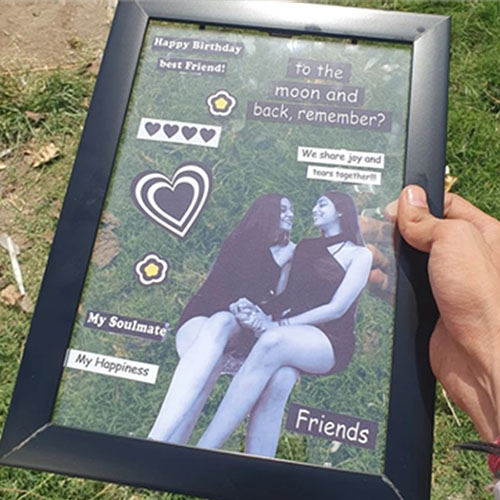 Happy Birthday
best Friend!
to the
moon and
back, remember?
We share joy and
tears together!!!
My Soulmate
My Happiness
Friends